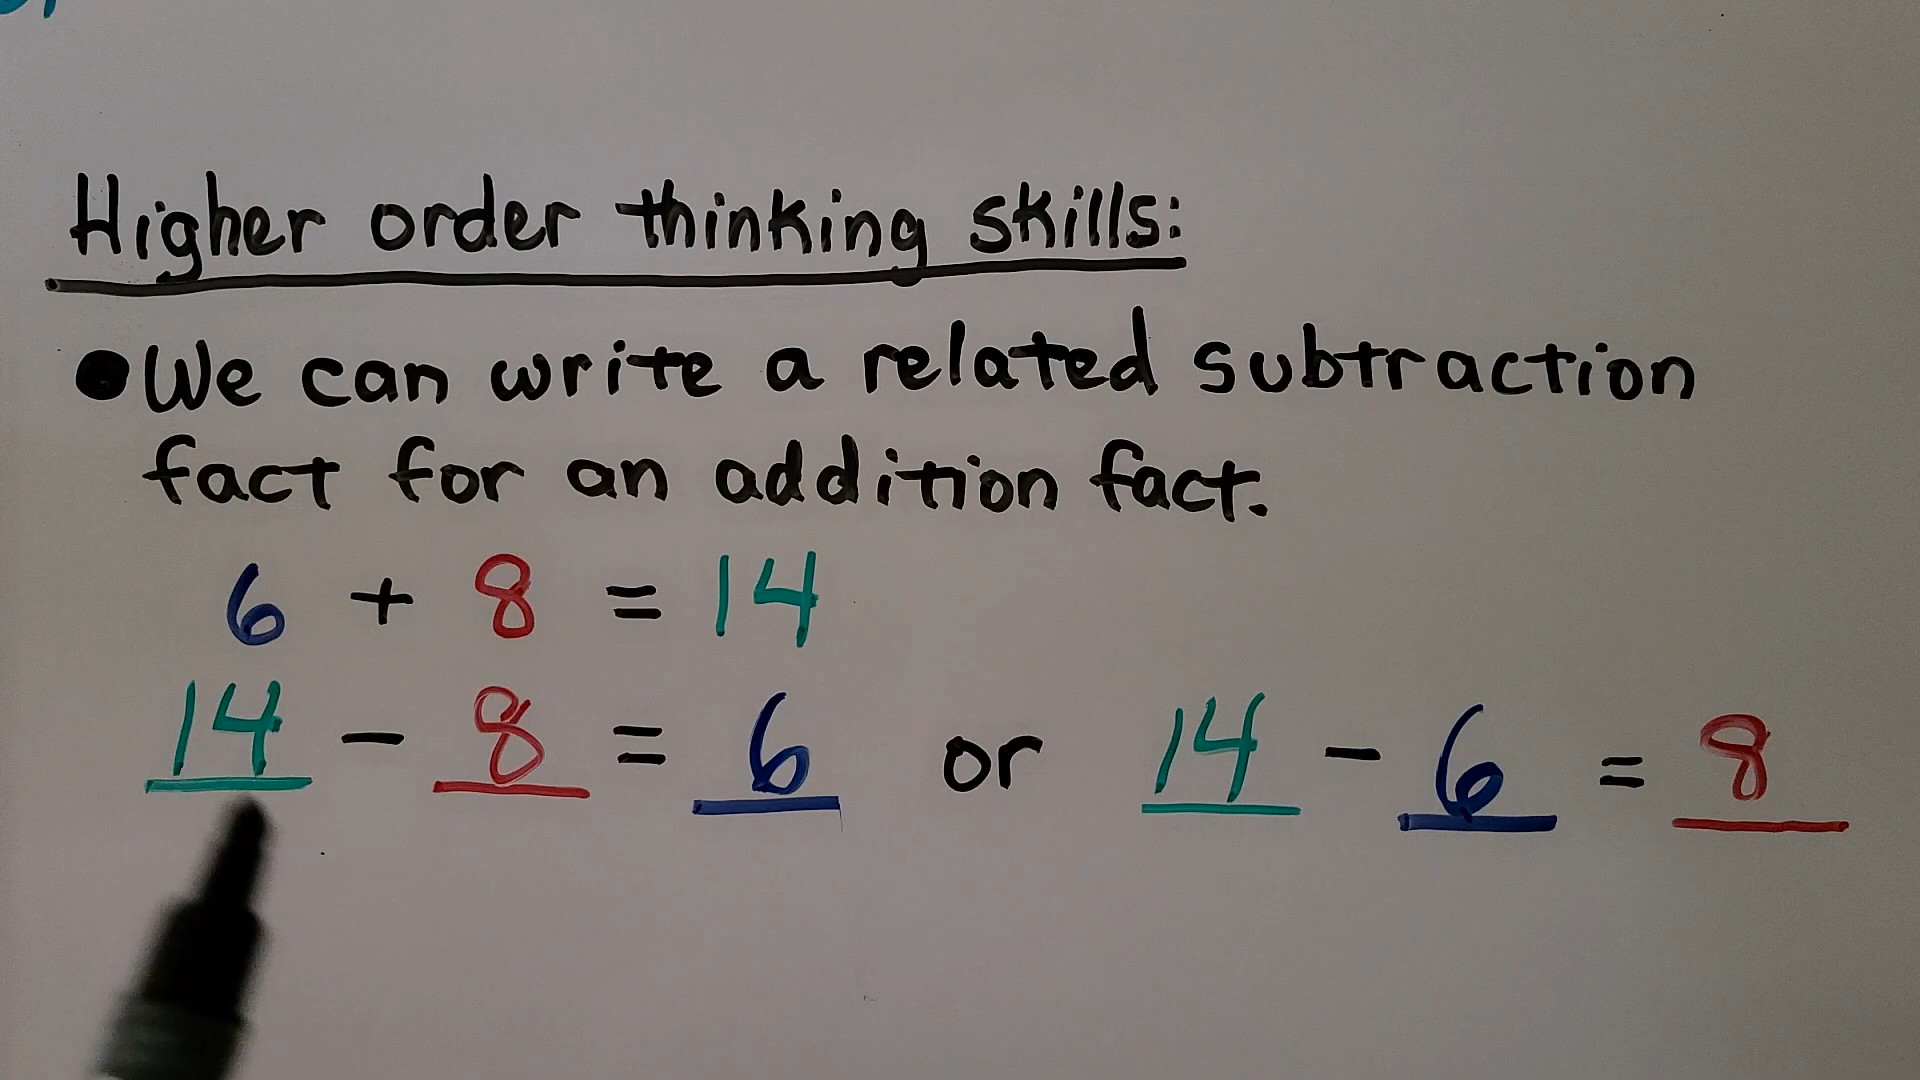 Higher order thinking skills:
● We can write a related subtraction
fact for an addition fact.
6 + 8 = 14
14 - 8 = 6 or 14 - 6 = 8